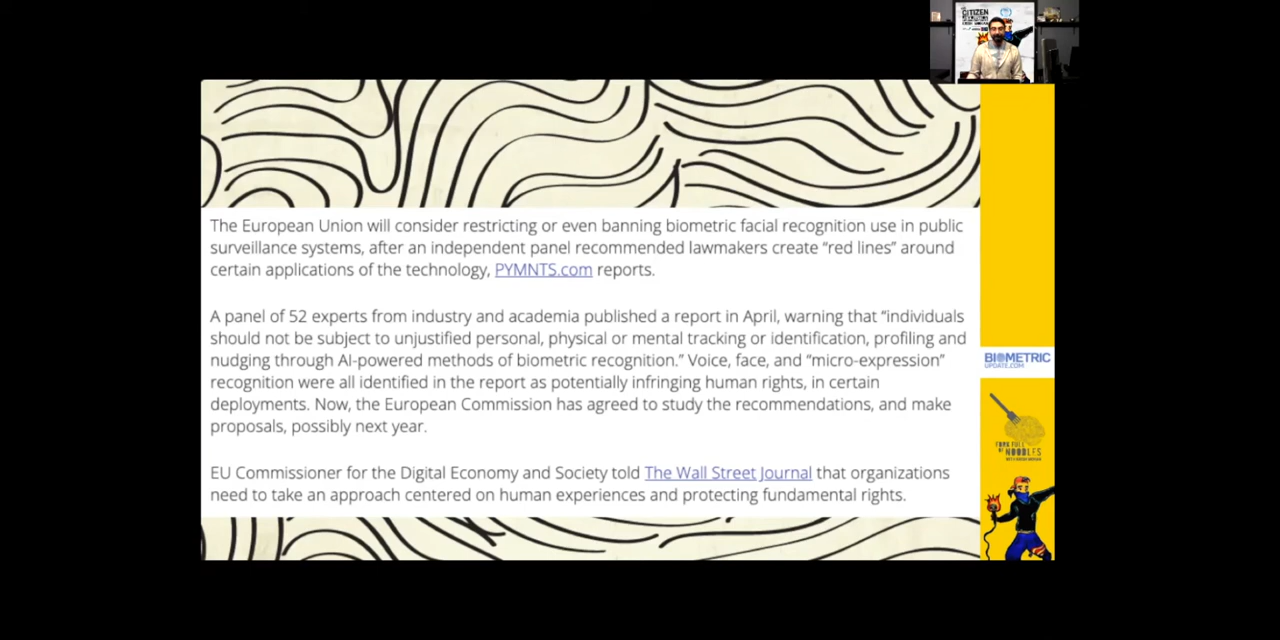 CITIZEN
The European Union will consider restricting or even banning biometric facial recognition use in public
surveillance systems, after an independent panel recommended lawmakers create “red lines” around
certain applications of the technology, PYMNTS.com reports.
A panel of 52 experts from industry and academia published a report in April, warning that “individuals
should not be subject to unjustified personal, physical or mental tracking or identification, profiling and
nudging through AI-powered methods of biometric recognition.” Voice, face, and “micro-expression”
recognition were all identified in the report as potentially infringing human rights, in certain
deployments. Now, the European Commission has agreed to study the recommendations, and make
proposals, possibly next year.
EU Commissioner for the Digital Economy and Society told The Wall Street Journal that organizations
need to take an approach centered on human experiences and protecting fundamental rights.
BIOMETRIC
UPDATE.COM
FORK FULL
OF NOODLES